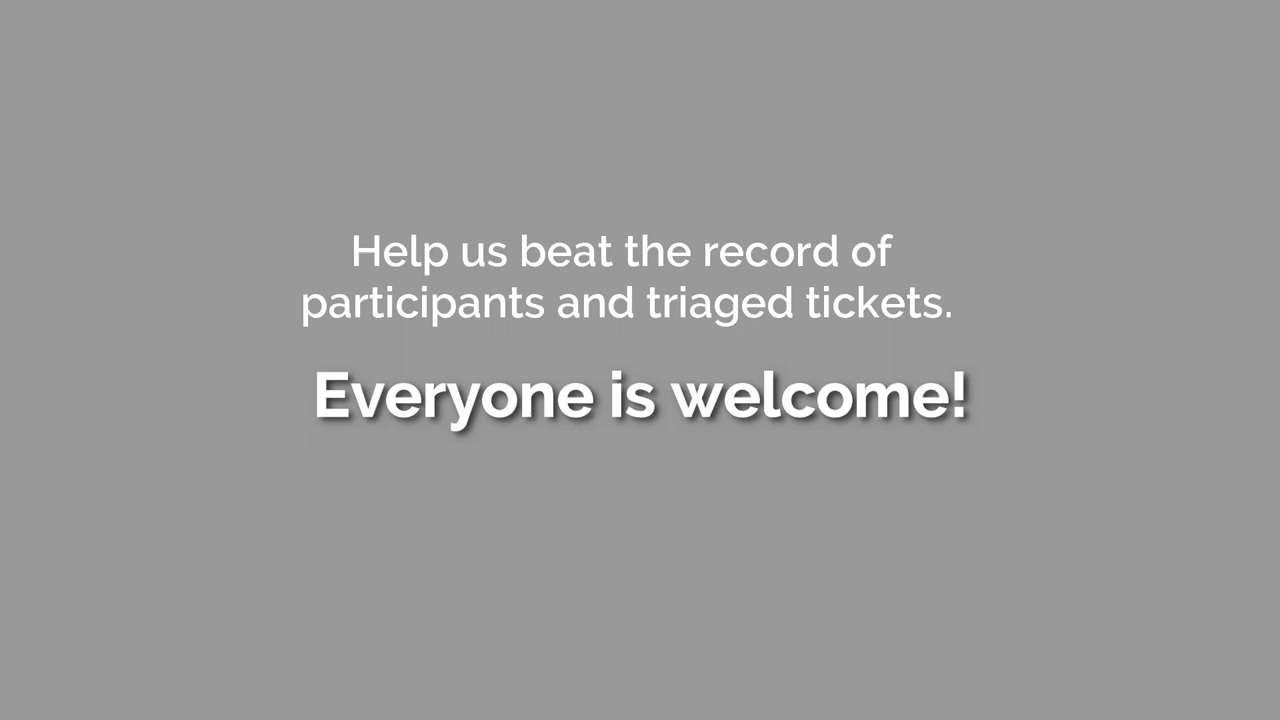 Help us beat the record of
participants and triaged tickets.
Everyone is welcome!